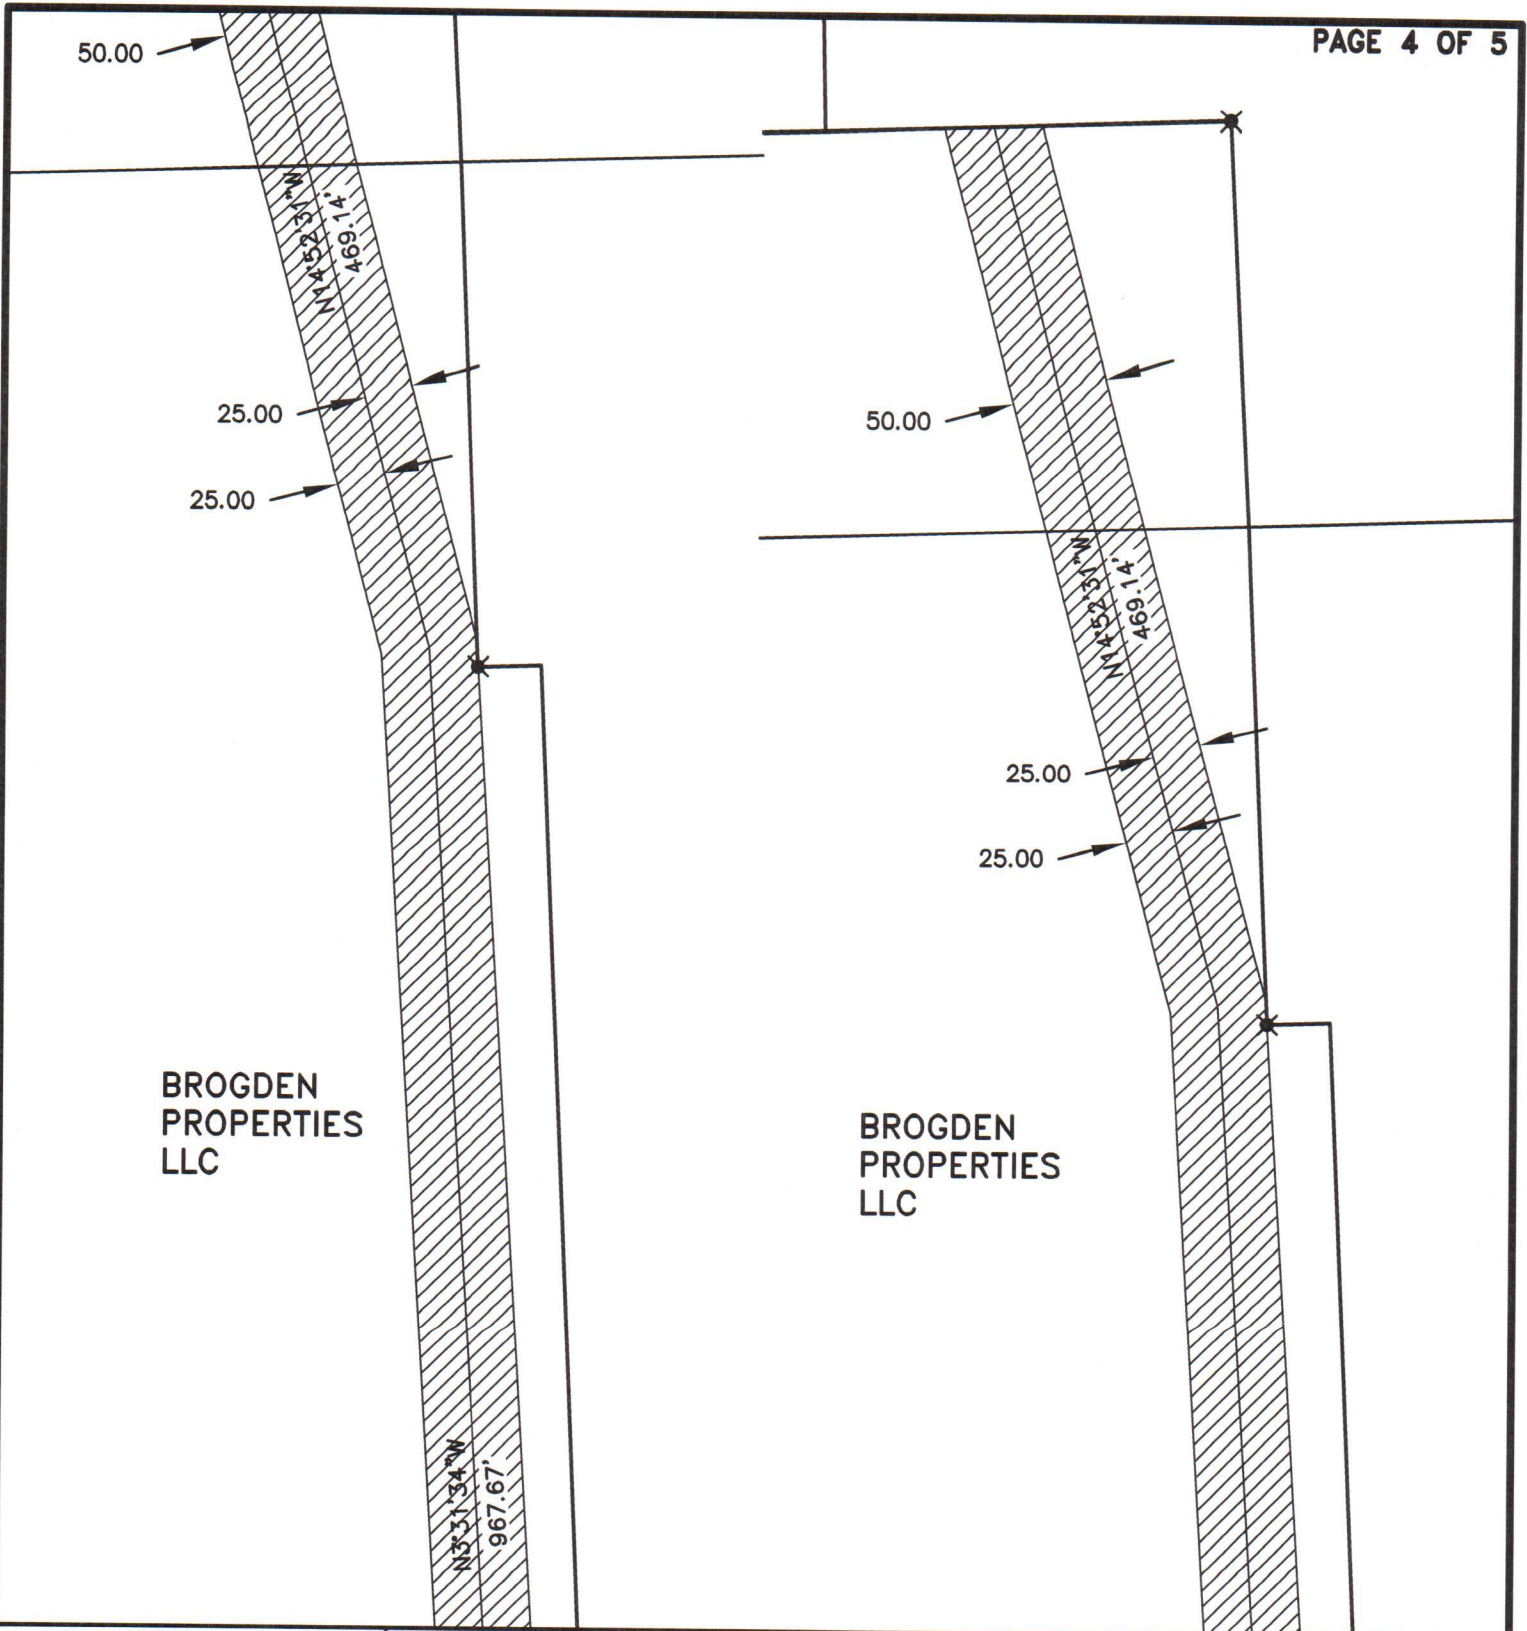 PAGE 4 OF 5
50.00
N14°52'31"W
469.14'
25.00
25.00
BROGDEN
PROPERTIES
LLC
N3°31'34"W
967.67'
50.00
N14°52'31"W
469.14'
25.00
25.00
BROGDEN
PROPERTIES
LLC